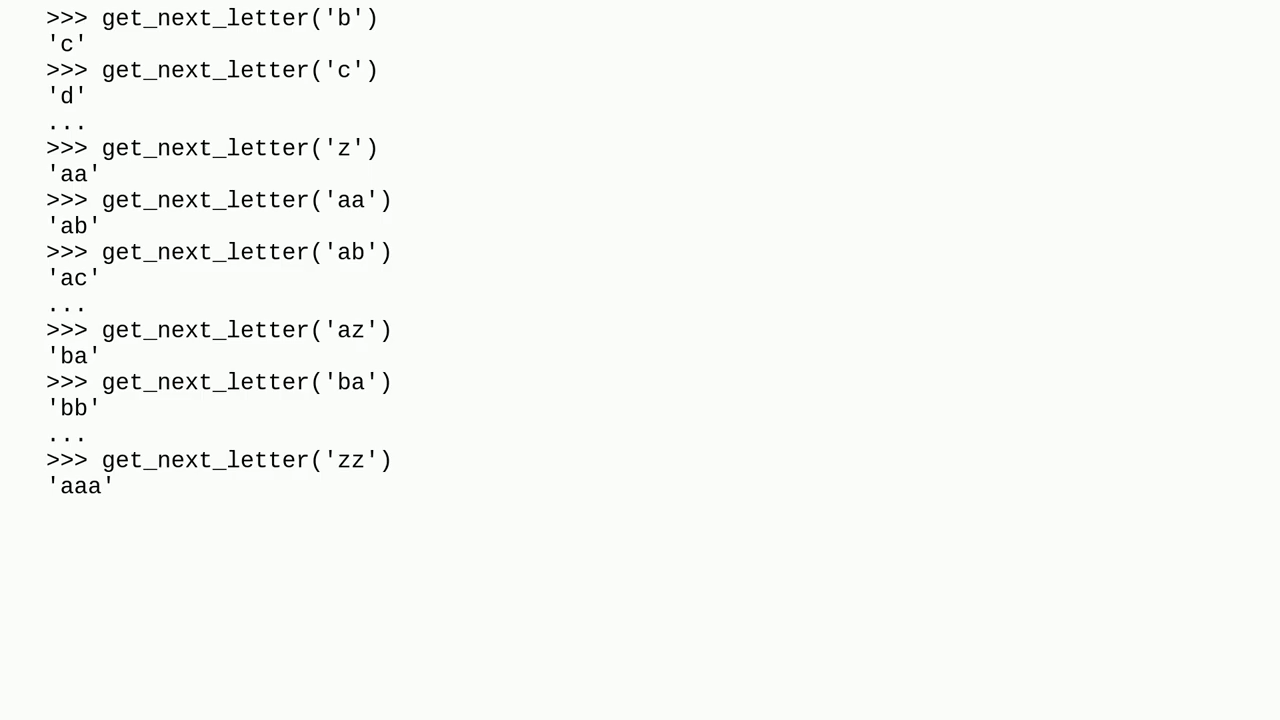 >>> get_next_letter('b')
'c'
>>> get_next_letter('c')
'd'
...
>>> get_next_letter('z')
'aa'
>>> get_next_letter('aa')
'ab'
>>> get_next_letter('ab')
'ac'
...
>>> get_next_letter('az')
'ba'
>>> get_next_letter('ba')
'bb'
...
>>> get_next_letter('zz')
'aaa'